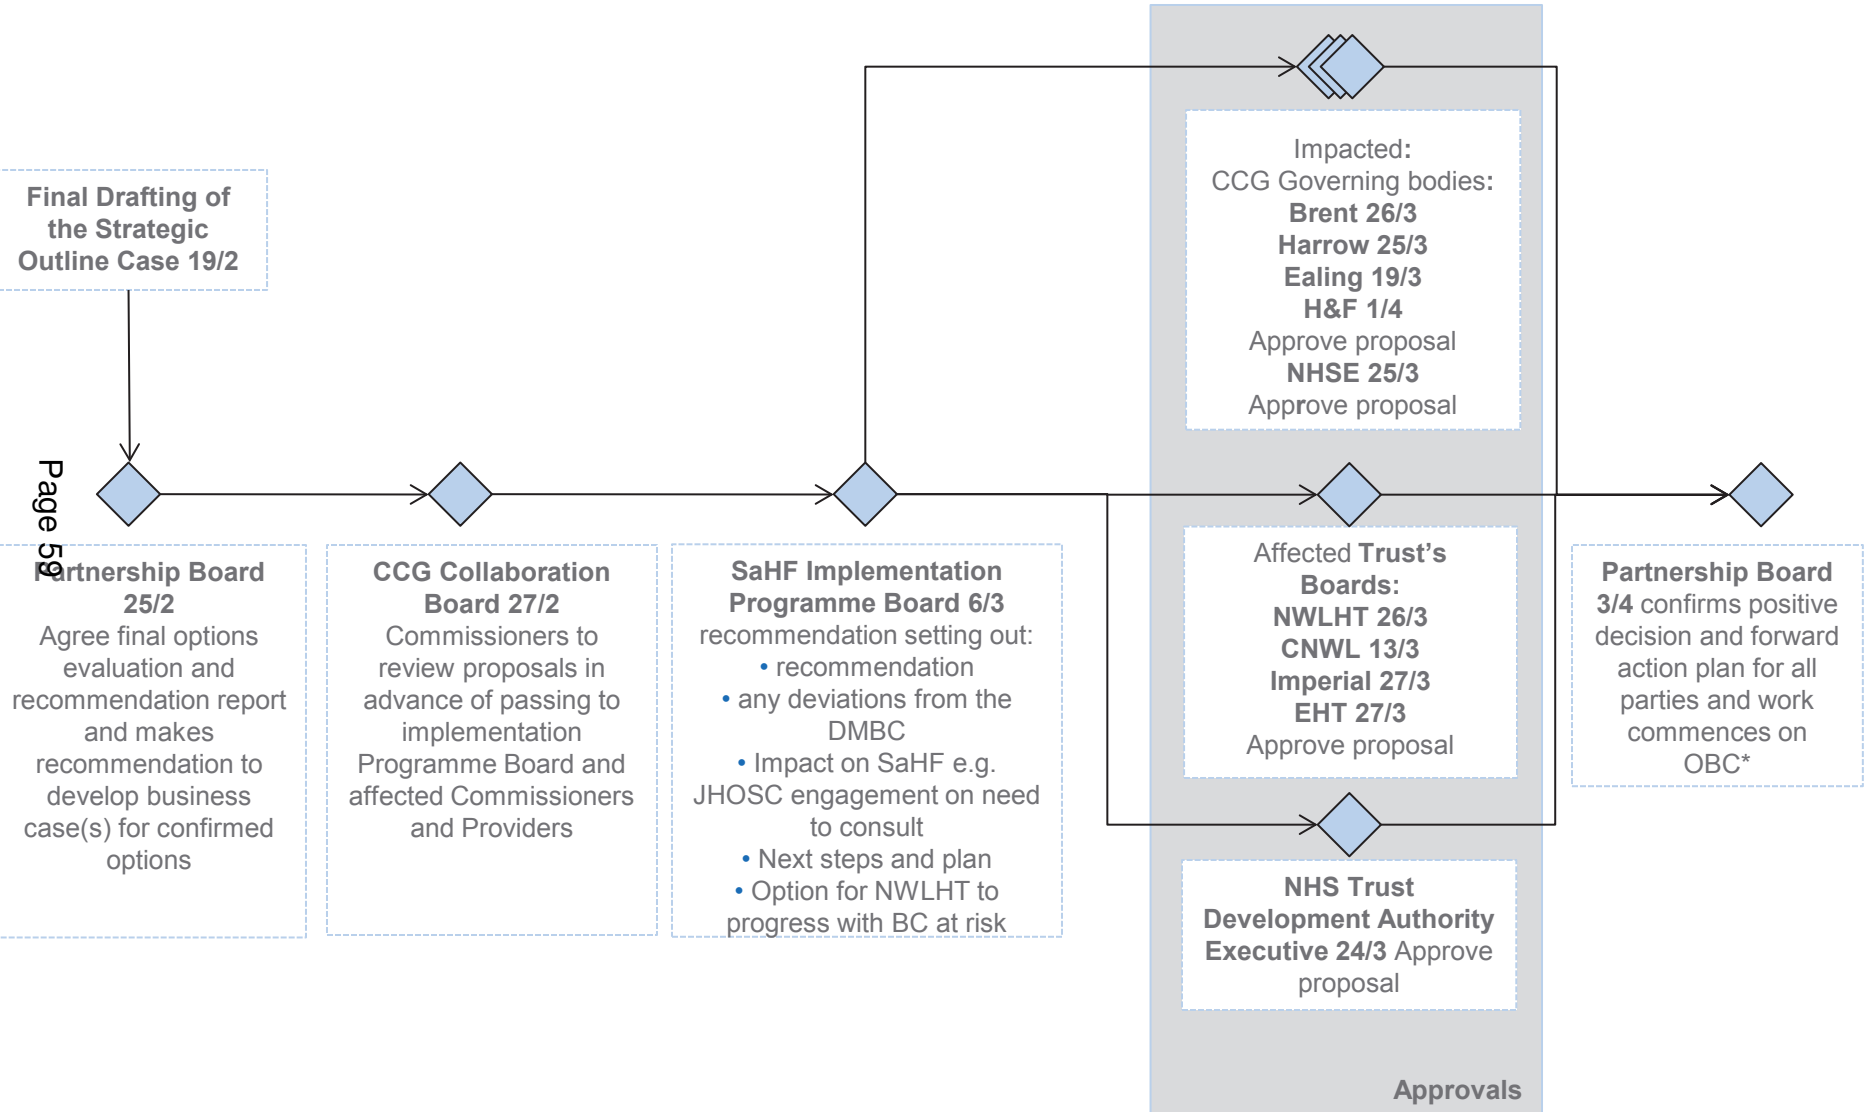 Final Drafting of
the Strategic
Outline Case 19/2
Page 59
Partnership Board
25/2
Agree final options
evaluation and
recommendation report
and makes
recommendation to
develop business
case(s) for confirmed
options
CCG Collaboration
Board 27/2
Commissioners to
review proposals in
advance of passing to
implementation
Programme Board and
affected Commissioners
and Providers
SaHF Implementation
Programme Board 6/3
recommendation setting out:
• recommendation
• any deviations from the
DMBC
• Impact on SaHF e.g.
JHOSC engagement on need
to consult
• Next steps and plan
• Option for NWLHT to
progress with BC at risk
Impacted:
CCG Governing bodies:
Brent 26/3
Harrow 25/3
Ealing 19/3
H&F 1/4
Approve proposal
NHSE 25/3
Approve proposal
Affected Trust's
Boards:
NWLHT 26/3
CNWL 13/3
Imperial 27/3
EHT 27/3
Approve proposal
NHS Trust
Development Authority
Executive 24/3 Approve
proposal
Approvals
Partnership Board
3/4 confirms positive
decision and forward
action plan for all
parties and work
commences on
OBC*